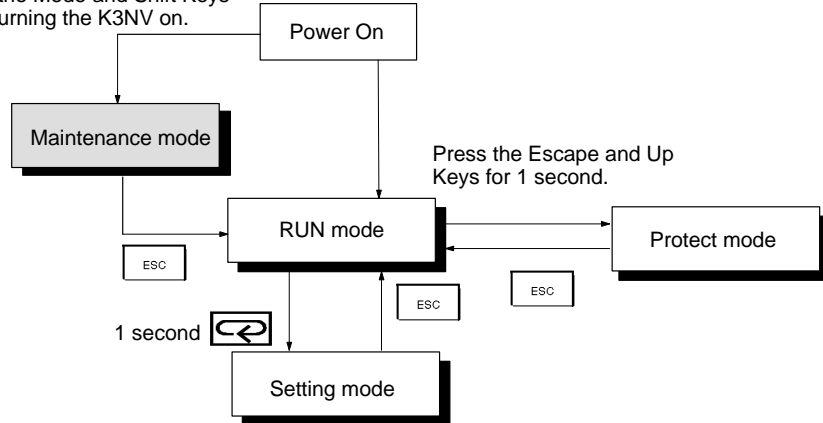 the Mode and Shift Keys
urning the K3NV on.
Power On
Maintenance mode
Press the Escape and Up
Keys for 1 second.
RUN mode
Protect mode
ESC
ESC
ESC
1 second
Setting mode